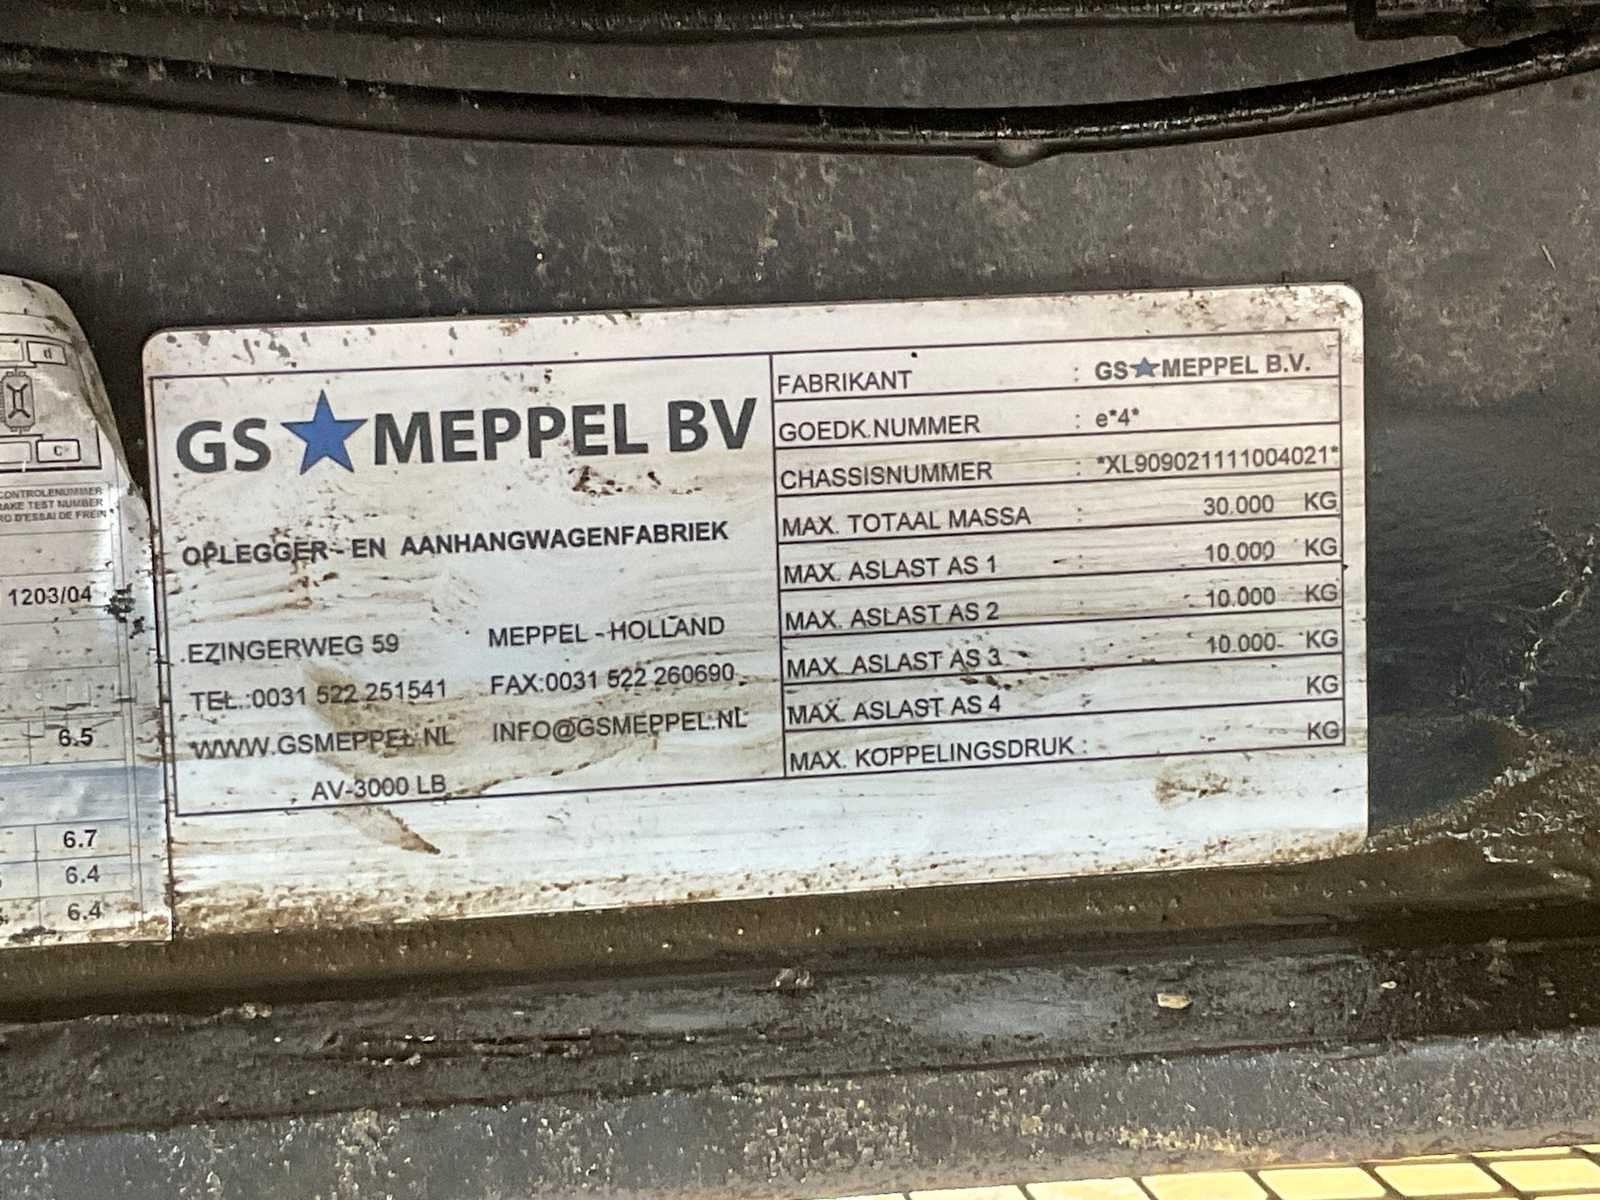 d
c
CONTROLENUMMER
1203/04
6.5
6.7
6.4
6.4
GS MEPPEL BV
OPLEGGER- EN AANHANGWAGENFABRIEK
EZINGERWEG 59 MEPPEL - HOLLAND
TEL.:0031 522 251541 FAX:0031 522 260690
WWW.GSMEPPEL.NL INFO@GSMEPPEL.NL
AV-3000 LB
FABRIKANT : GS MEPPEL B.V.
GOEDK.NUMMER : e*4*
CHASSISNUMMER : *XL909021111004021*
MAX. TOTAAL MASSA : 30.000 KG
MAX. ASLAST AS 1 : 10.000 KG
MAX. ASLAST AS 2 : 10.000 KG
MAX. ASLAST AS 3 : 10.000 KG
MAX. ASLAST AS 4 KG
MAX. KOPPELINGSDRUK : KG